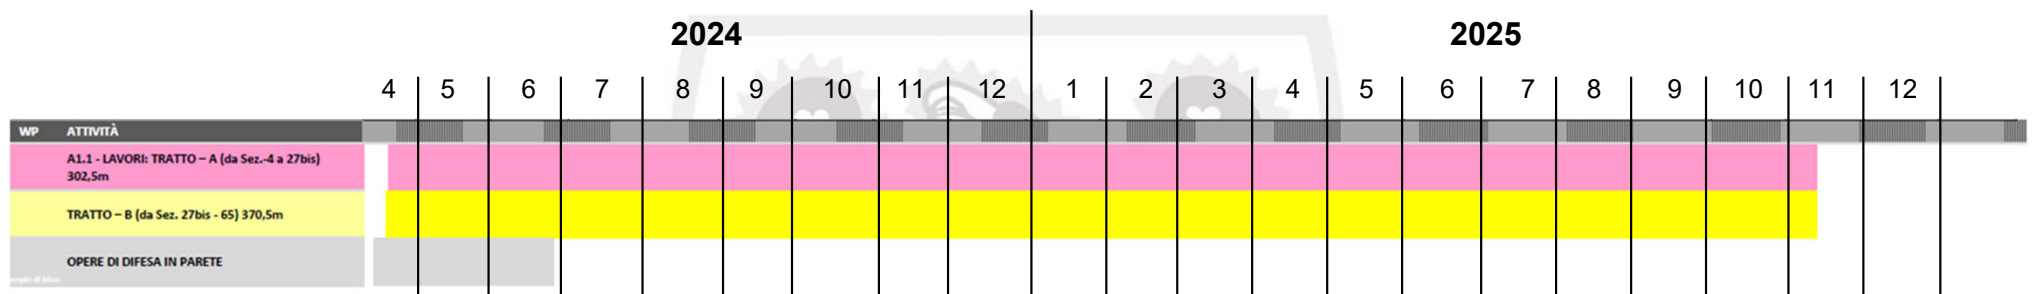 2024 2025
4 5 6 7 8 9 10 11 12 1 2 3 4 5 6 7 8 9 10 11 12
WP ATTIVITÀ
A1.1 - LAVORI: TRATTO – A (da Sez.-4 a 27bis)
302,5m
TRATTO – B (da Sez. 27bis - 65) 370,5m
OPERE DI DIFESA IN PARETE